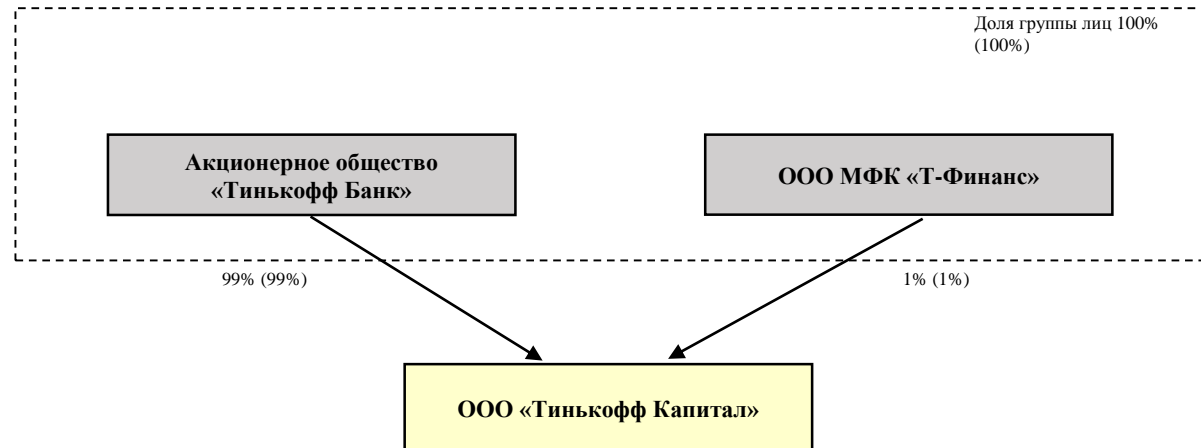 Доля группы лиц 100%
(100%)
Акционерное общество
«Тинькофф Банк»
ООО МФК «Т-Финанс»
99% (99%)
1% (1%)
ООО «Тинькофф Капитал»